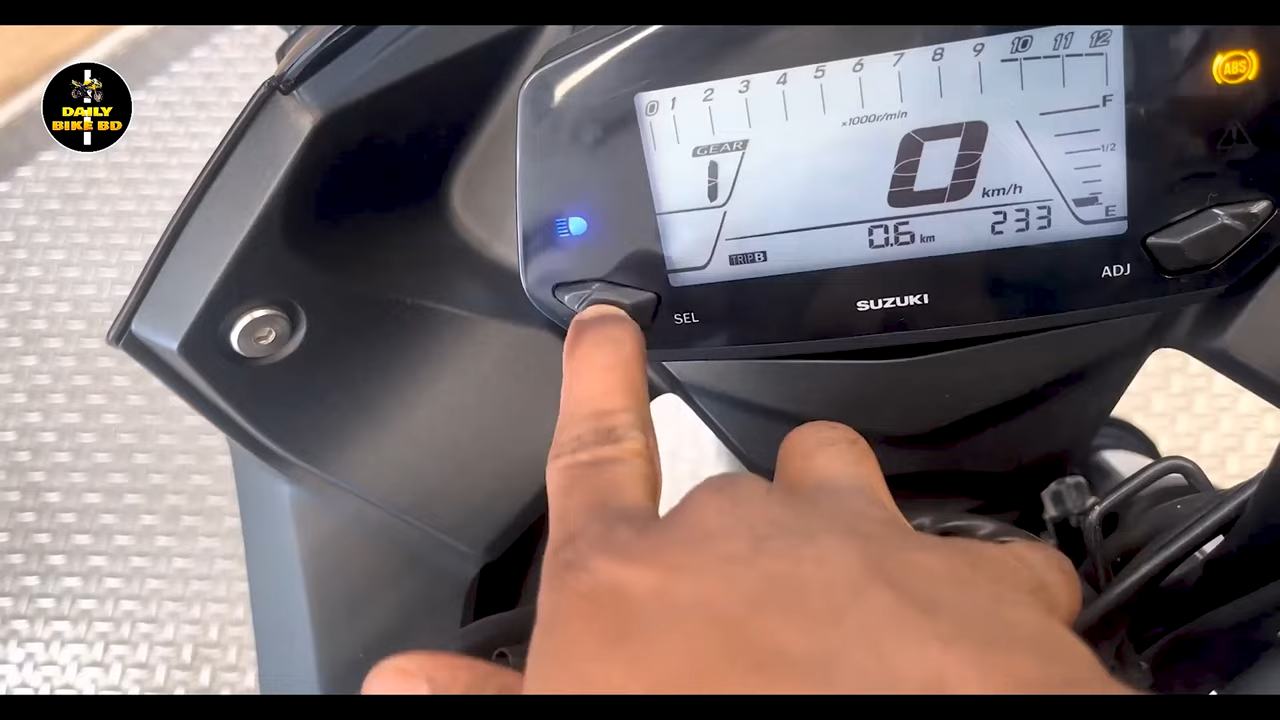 DAILY
BIKE BD
0 1 2 3 4 5 6 7 8 9 10 11 12
×1000r/min
GEAR
1
0
km/h
F
1/2
E
TRIP B
0.6 km
233
ABS
SEL
SUZUKI
ADJ